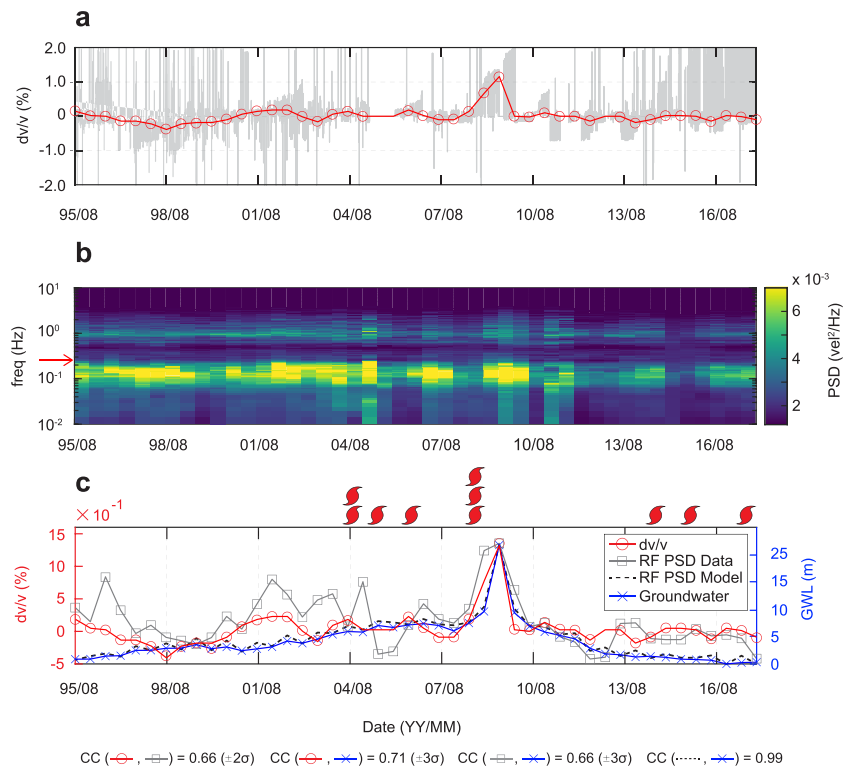 a
2.0
1.0
0
-1.0
-2.0
dv/v (%)
95/08 98/08 01/08 04/08 07/08 10/08 13/08 16/08
b
10¹
10⁰
10⁻¹
10⁻²
freq (Hz)
95/08 98/08 01/08 04/08 07/08 10/08 13/08 16/08
x 10⁻³
6
4
2
PSD (vel²/Hz)
c
× 10⁻¹
15
10
5
0
-5
dv/v (%)
dv/v
RF PSD Data
RF PSD Model
Groundwater
25
20
15
10
5
0
GWL (m)
95/08 98/08 01/08 04/08 07/08 10/08 13/08 16/08
Date (YY/MM)
CC ( , ) = 0.66 (±2σ) CC ( , ) = 0.71 (±3σ) CC ( , ) = 0.66 (±3σ) CC ( , ) = 0.99